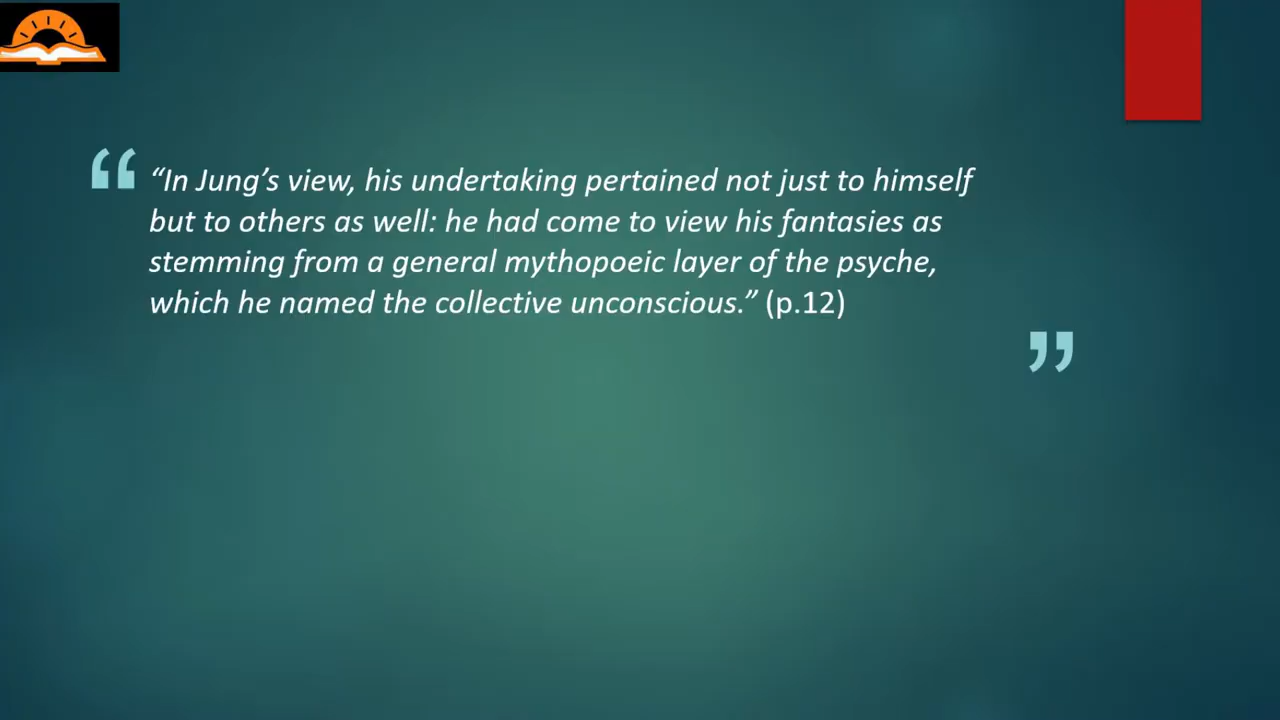 “In Jung’s view, his undertaking pertained not just to himself
but to others as well: he had come to view his fantasies as
stemming from a general mythopoeic layer of the psyche,
which he named the collective unconscious.” (p.12)